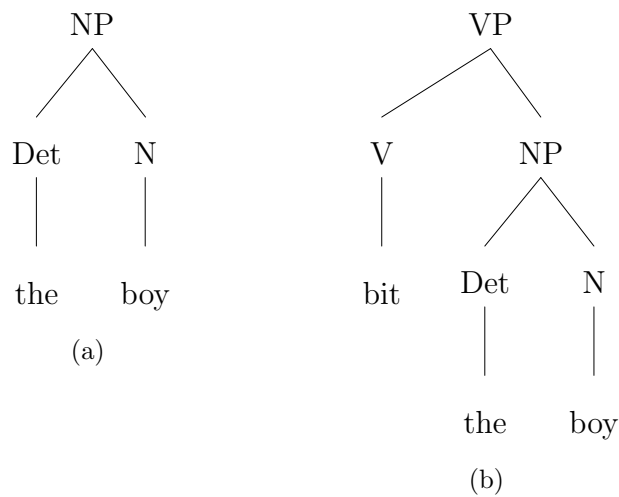 NP
Det N
the boy
(a)
VP
V NP
bit Det N
the boy
(b)